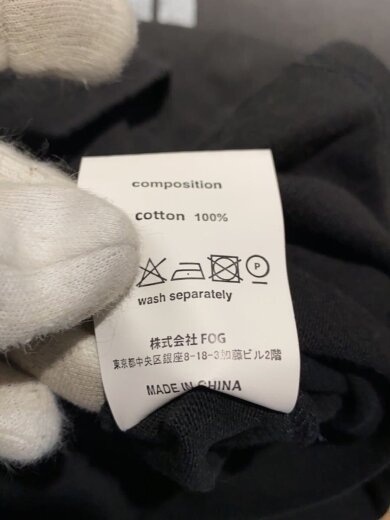 composition
cotton 100%
P
wash separately
株式会社 FOG
東京都中央区銀座8-18-3加藤ビル2階
MADE IN CHINA